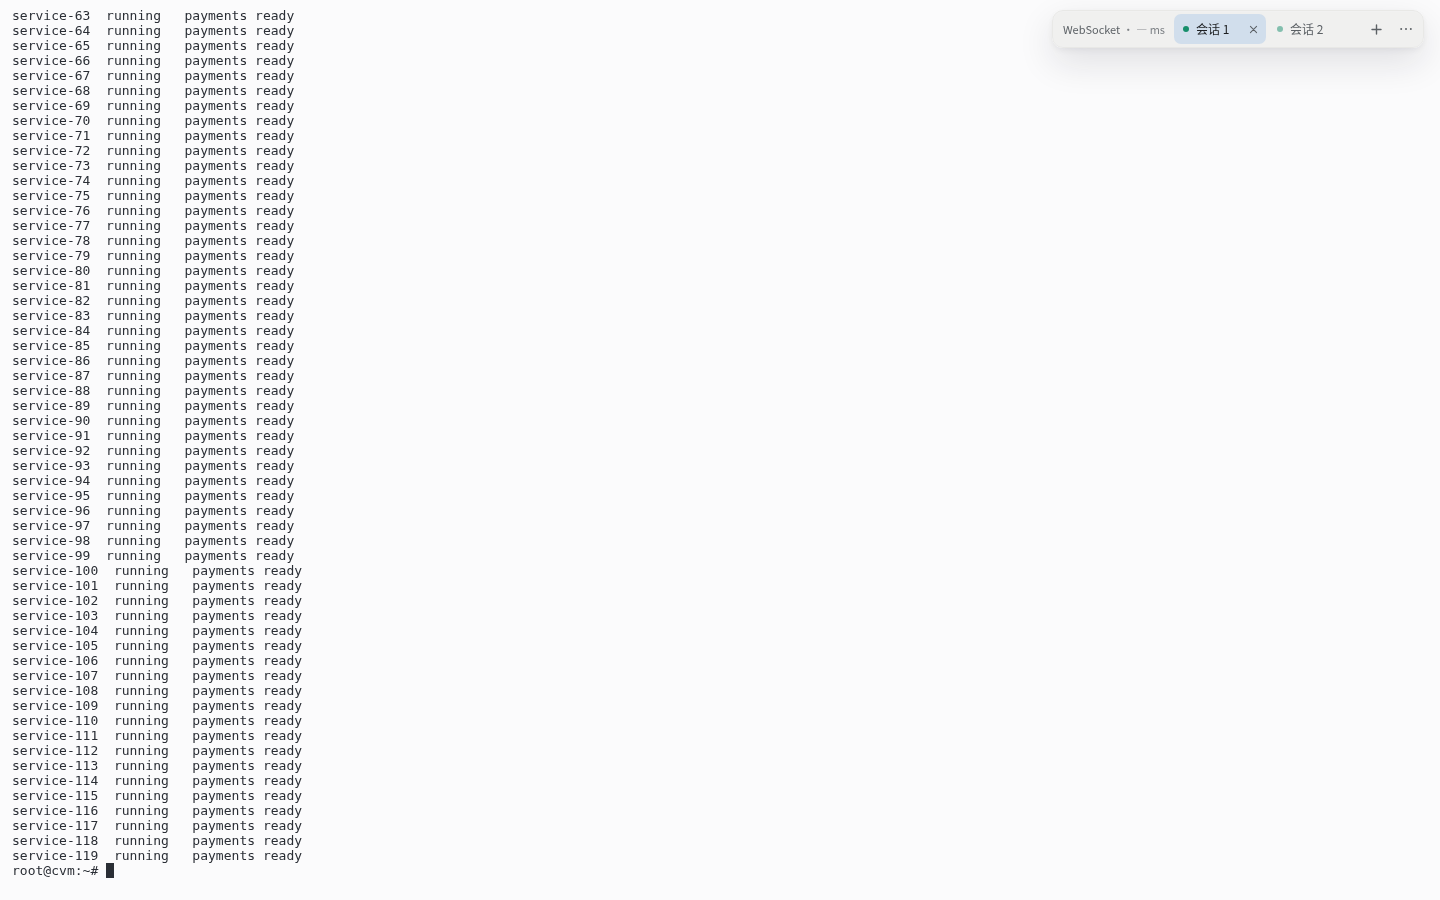 service-63  running   payments ready
service-64  running   payments ready
service-65  running   payments ready
service-66  running   payments ready
service-67  running   payments ready
service-68  running   payments ready
service-69  running   payments ready
service-70  running   payments ready
service-71  running   payments ready
service-72  running   payments ready
service-73  running   payments ready
service-74  running   payments ready
service-75  running   payments ready
service-76  running   payments ready
service-77  running   payments ready
service-78  running   payments ready
service-79  running   payments ready
service-80  running   payments ready
service-81  running   payments ready
service-82  running   payments ready
service-83  running   payments ready
service-84  running   payments ready
service-85  running   payments ready
service-86  running   payments ready
service-87  running   payments ready
service-88  running   payments ready
service-89  running   payments ready
service-90  running   payments ready
service-91  running   payments ready
service-92  running   payments ready
service-93  running   payments ready
service-94  running   payments ready
service-95  running   payments ready
service-96  running   payments ready
service-97  running   payments ready
service-98  running   payments ready
service-99  running   payments ready
service-100  running   payments ready
service-101  running   payments ready
service-102  running   payments ready
service-103  running   payments ready
service-104  running   payments ready
service-105  running   payments ready
service-106  running   payments ready
service-107  running   payments ready
service-108  running   payments ready
service-109  running   payments ready
service-110  running   payments ready
service-111  running   payments ready
service-112  running   payments ready
service-113  running   payments ready
service-114  running   payments ready
service-115  running   payments ready
service-116  running   payments ready
service-117  running   payments ready
service-118  running   payments ready
service-119  running   payments ready
root@cvm:~#
WebSocket · — ms 会话 1 × 会话 2 + ···